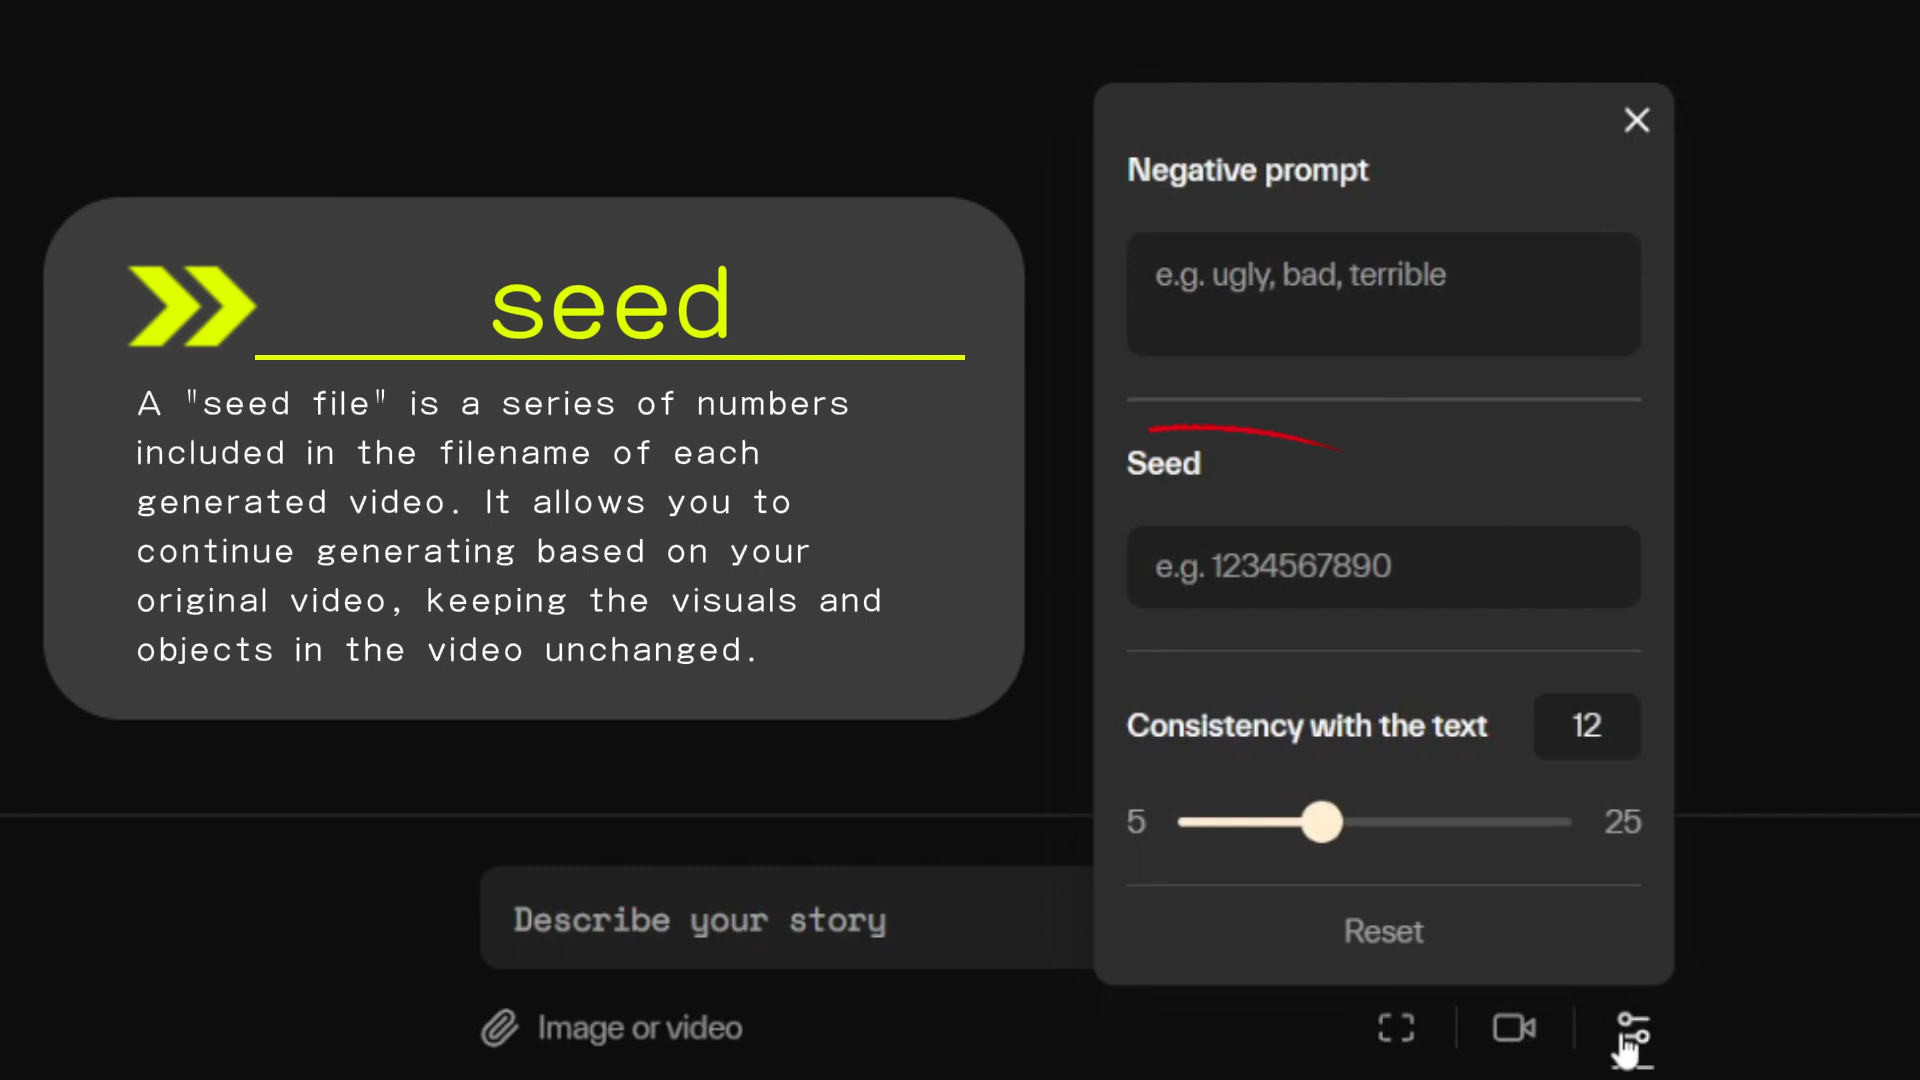 seed
A "seed file" is a series of numbers
included in the filename of each
generated video. It allows you to
continue generating based on your
original video, keeping the visuals and
objects in the video unchanged.
Negative prompt
e.g. ugly, bad, terrible
Seed
e.g. 1234567890
Consistency with the text 12
5 25
Reset
Describe your story
Image or video